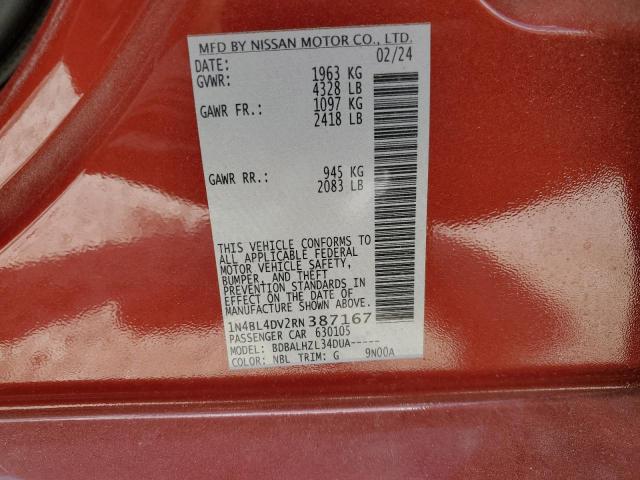 MFD BY NISSAN MOTOR CO., LTD.
DATE: 02/24
GVWR: 1963 KG
4328 LB
GAWR FR.: 1097 KG
2418 LB
GAWR RR.: 945 KG
2083 LB
THIS VEHICLE CONFORMS TO
ALL APPLICABLE FEDERAL
MOTOR VEHICLE SAFETY,
BUMPER, AND THEFT
PREVENTION STANDARDS IN
EFFECT ON THE DATE OF
MANUFACTURE SHOWN ABOVE.
1N4BL4DV2RN387167
PASSENGER CAR 630105
MODEL: BDBALHZL34DUA-----
COLOR: NBL TRIM: G 9N00A